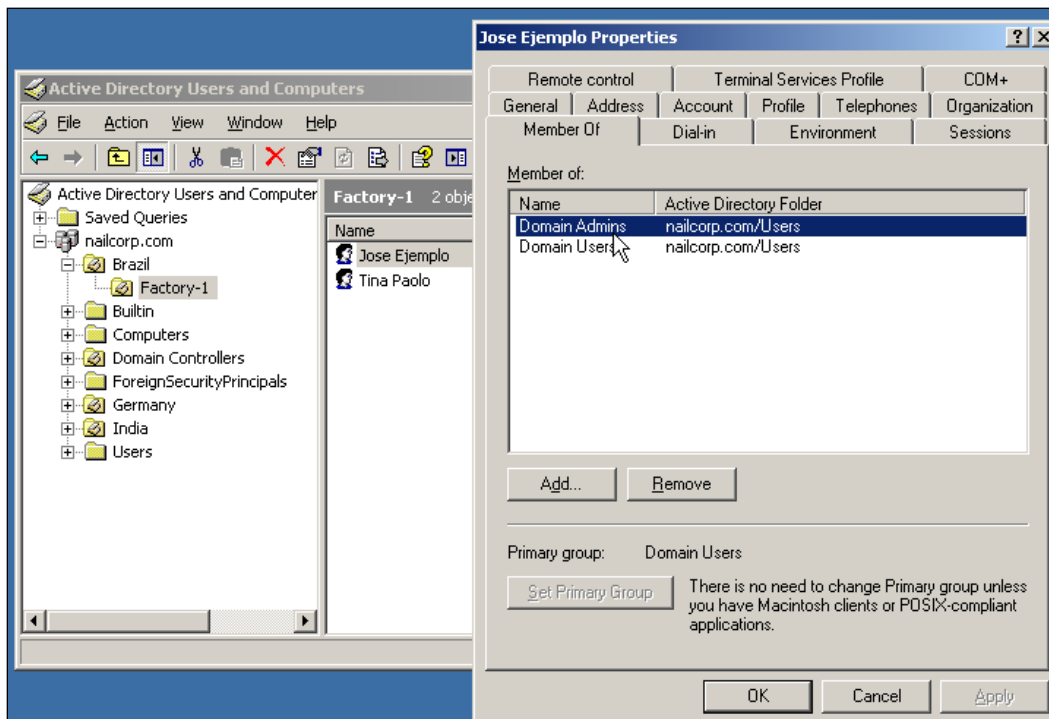 Active Directory Users and Computers
File Action View Window Help
Active Directory Users and Computer
Saved Queries
nailcorp.com
Brazil
Factory-1
Builtin
Computers
Domain Controllers
ForeignSecurityPrincipals
Germany
India
Users
Factory-1 2 obje
Name
Jose Ejemplo
Tina Paolo
Jose Ejemplo Properties
Remote control Terminal Services Profile COM+
General Address Account Profile Telephones Organization
Member Of Dial-in Environment Sessions
Member of:
Name Active Directory Folder
Domain Admins nailcorp.com/Users
Domain Users nailcorp.com/Users
Add... Remove
Primary group: Domain Users
Set Primary Group
There is no need to change Primary group unless
you have Macintosh clients or POSIX-compliant
applications.
OK Cancel Apply